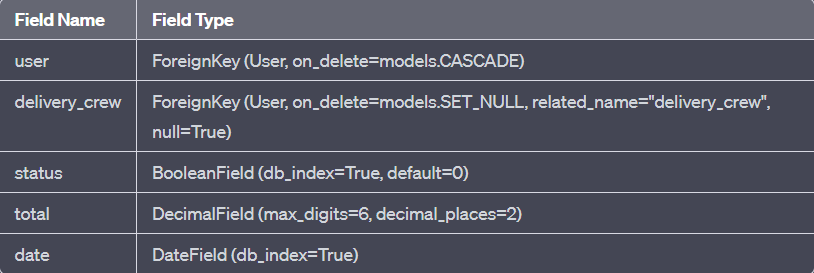 Field Name Field Type
user ForeignKey (User, on_delete=models.CASCADE)
delivery_crew ForeignKey (User, on_delete=models.SET_NULL, related_name="delivery_crew",
null=True)
status BooleanField (db_index=True, default=0)
total DecimalField (max_digits=6, decimal_places=2)
date DateField (db_index=True)